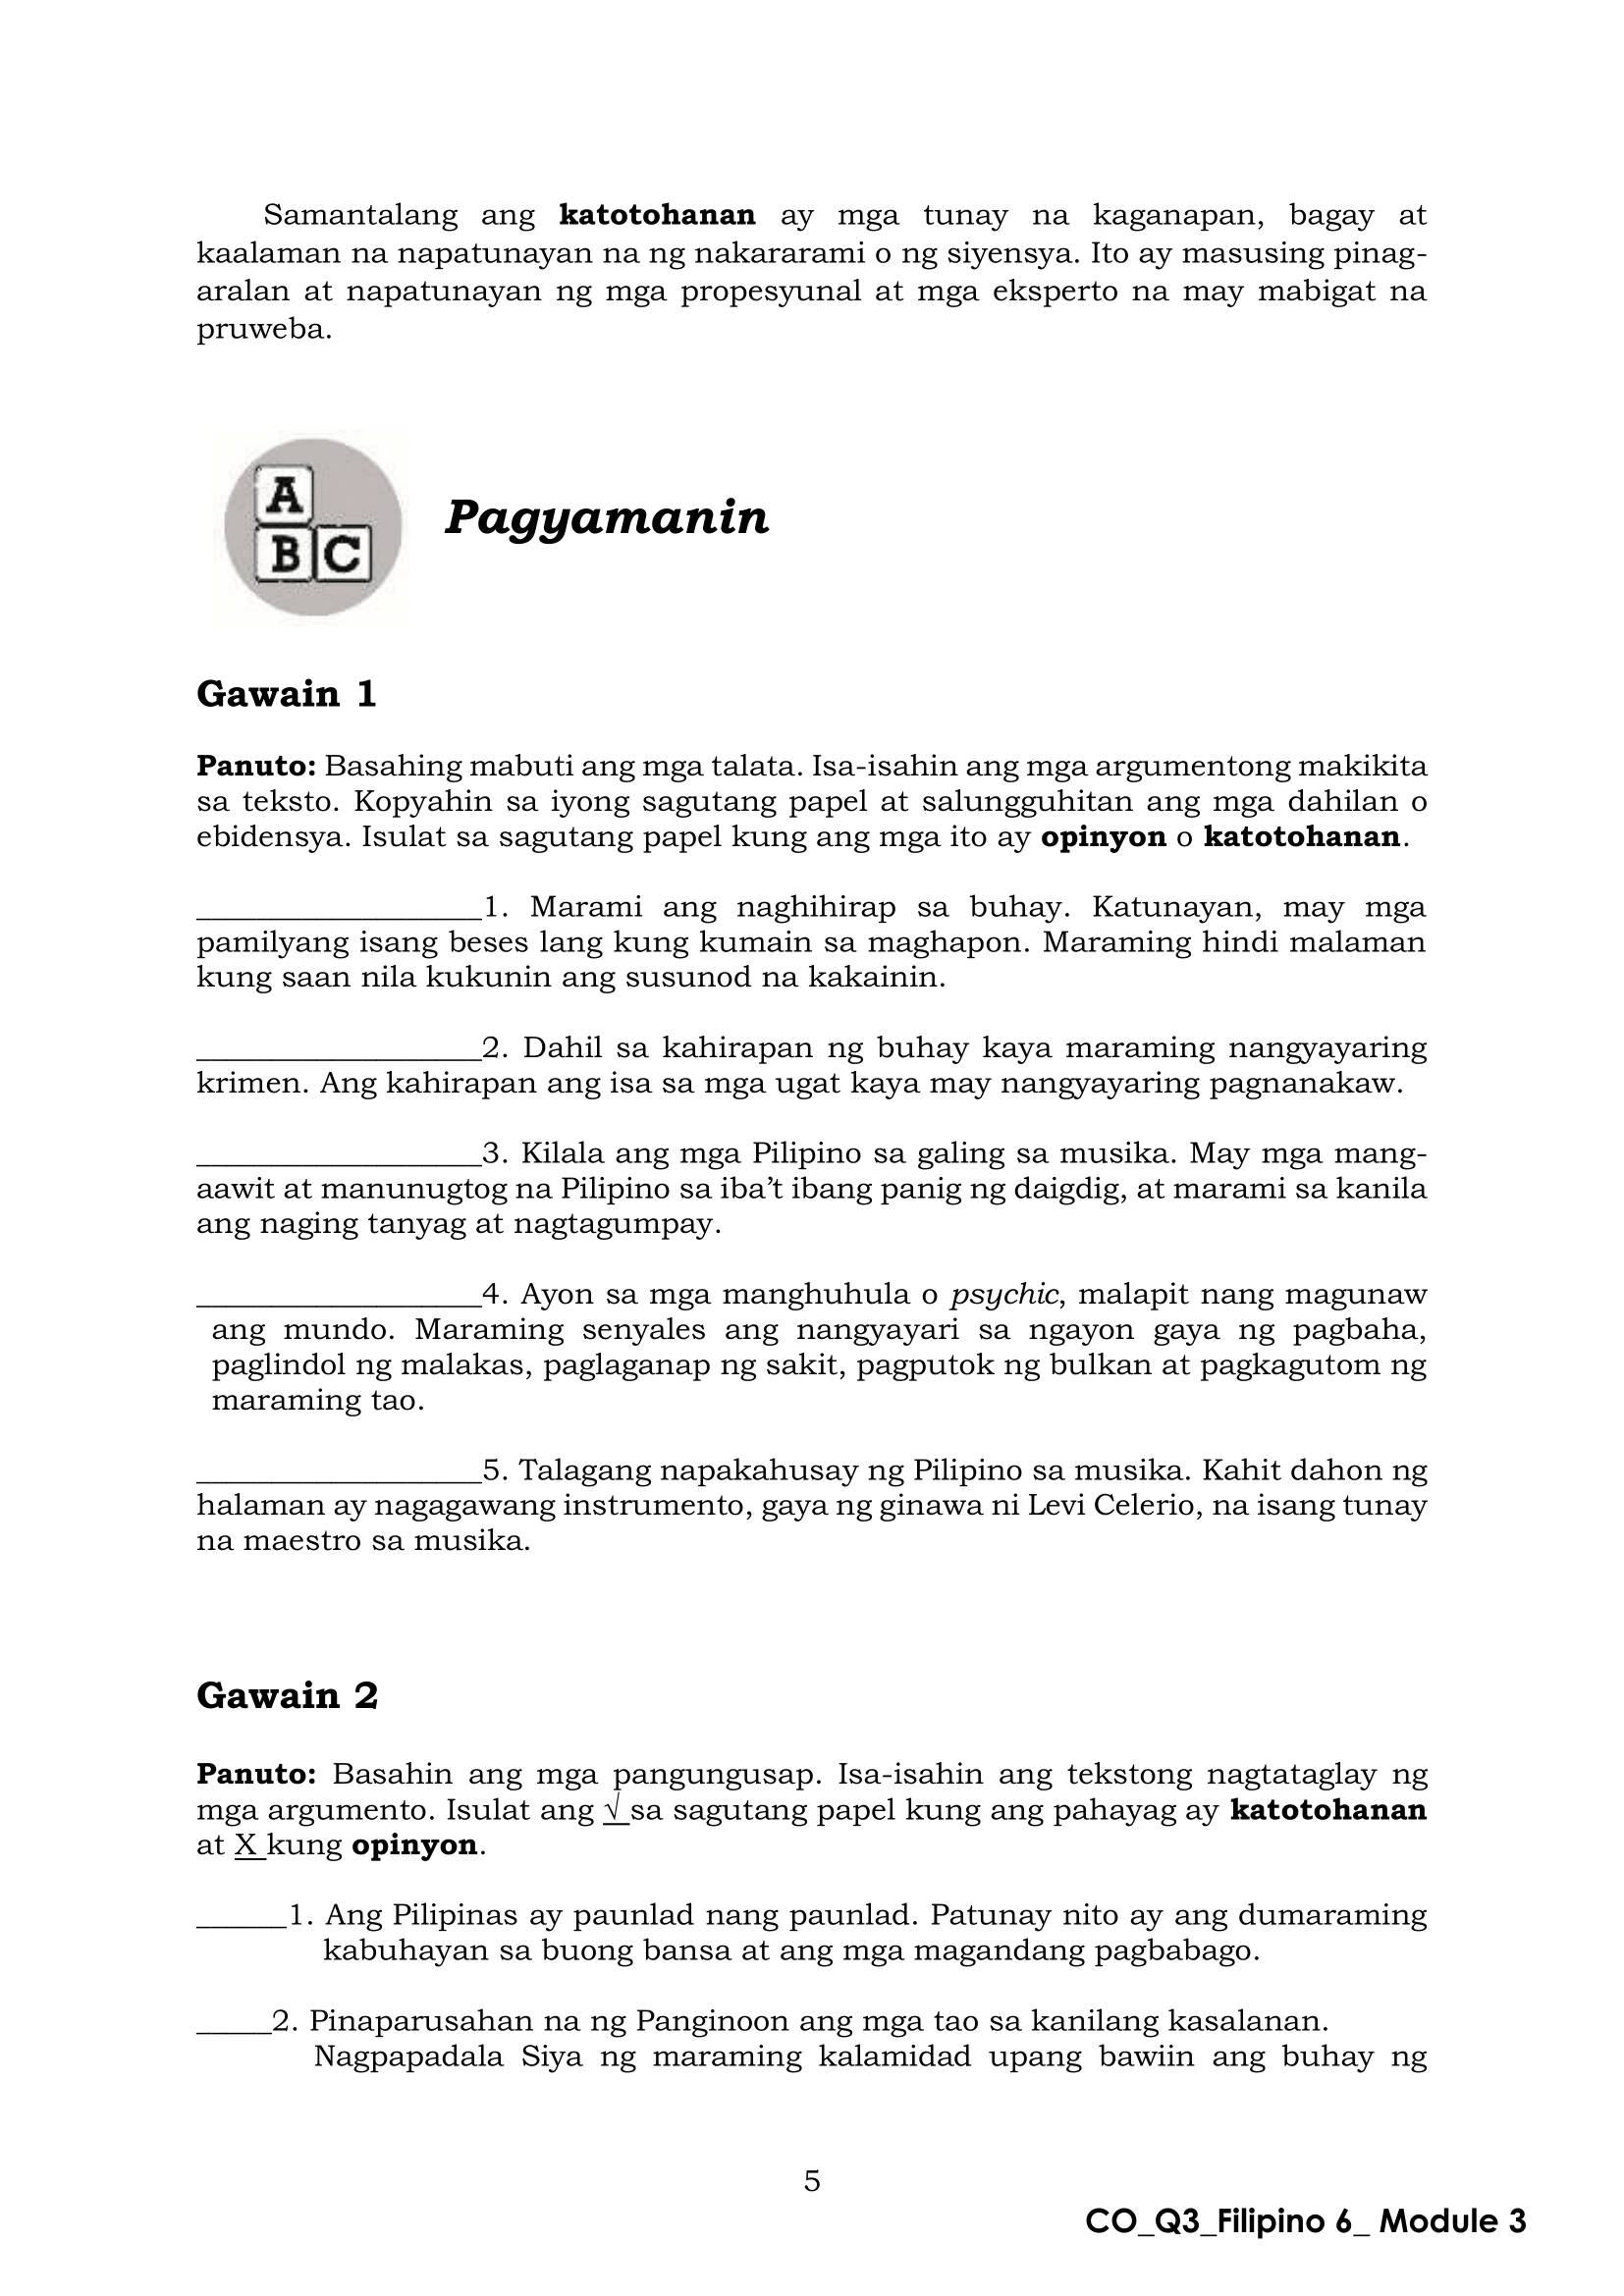 Samantalang ang katotohanan ay mga tunay na kaganapan, bagay at
kaalaman na napatunayan na ng nakararami o ng siyensya. Ito ay masusing pinag-
aralan at napatunayan ng mga propesyunal at mga eksperto na may mabigat na
pruweba.
A
B C
Pagyamanin
Gawain 1
Panuto: Basahing mabuti ang mga talata. Isa-isahin ang mga argumentong makikita
sa teksto. Kopyahin sa iyong sagutang papel at salungguhitan ang mga dahilan o
ebidensya. Isulat sa sagutang papel kung ang mga ito ay opinyon o katotohanan.
___________________1. Marami ang naghihirap sa buhay. Katunayan, may mga
pamilyang isang beses lang kung kumain sa maghapon. Maraming hindi malaman
kung saan nila kukunin ang susunod na kakainin.
___________________2. Dahil sa kahirapan ng buhay kaya maraming nangyayaring
krimen. Ang kahirapan ang isa sa mga ugat kaya may nangyayaring pagnanakaw.
___________________3. Kilala ang mga Pilipino sa galing sa musika. May mga mang-
aawit at manunugtog na Pilipino sa iba’t ibang panig ng daigdig, at marami sa kanila
ang naging tanyag at nagtagumpay.
___________________4. Ayon sa mga manghuhula o psychic, malapit nang magunaw
ang mundo. Maraming senyales ang nangyayari sa ngayon gaya ng pagbaha,
paglindol ng malakas, paglaganap ng sakit, pagputok ng bulkan at pagkagutom ng
maraming tao.
___________________5. Talagang napakahusay ng Pilipino sa musika. Kahit dahon ng
halaman ay nagagawang instrumento, gaya ng ginawa ni Levi Celerio, na isang tunay
na maestro sa musika.
Gawain 2
Panuto: Basahin ang mga pangungusap. Isa-isahin ang tekstong nagtataglay ng
mga argumento. Isulat ang √ sa sagutang papel kung ang pahayag ay katotohanan
at X kung opinyon.
______1. Ang Pilipinas ay paunlad nang paunlad. Patunay nito ay ang dumaraming
kabuhayan sa buong bansa at ang mga magandang pagbabago.
_____2. Pinaparusahan na ng Panginoon ang mga tao sa kanilang kasalanan.
Nagpapadala Siya ng maraming kalamidad upang bawiin ang buhay ng
5
CO_Q3_Filipino 6_ Module 3